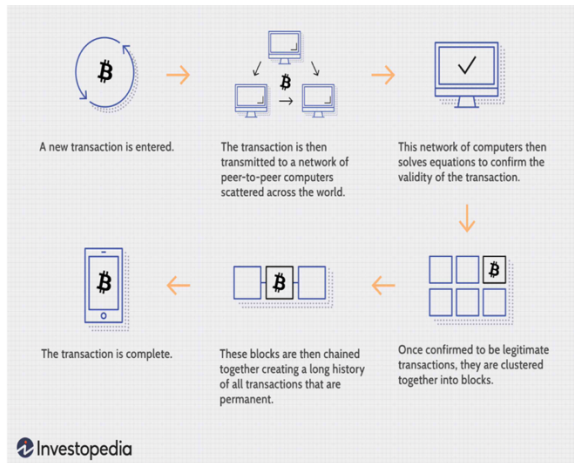 A new transaction is entered.
The transaction is then
transmitted to a network of
peer-to-peer computers
scattered across the world.
This network of computers then
solves equations to confirm the
validity of the transaction.
The transaction is complete.
These blocks are then chained
together creating a long history
of all transactions that are
permanent.
Once confirmed to be legitimate
transactions, they are clustered
together into blocks.
Investopedia